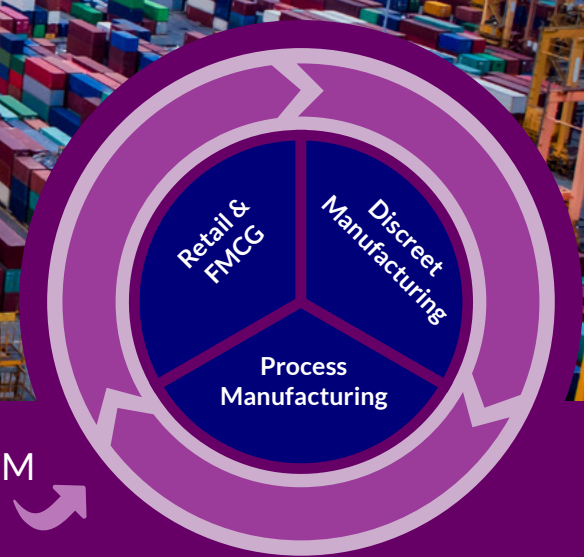 Retail &
FMCG
Discreet
Manufacturing
Process
Manufacturing
M